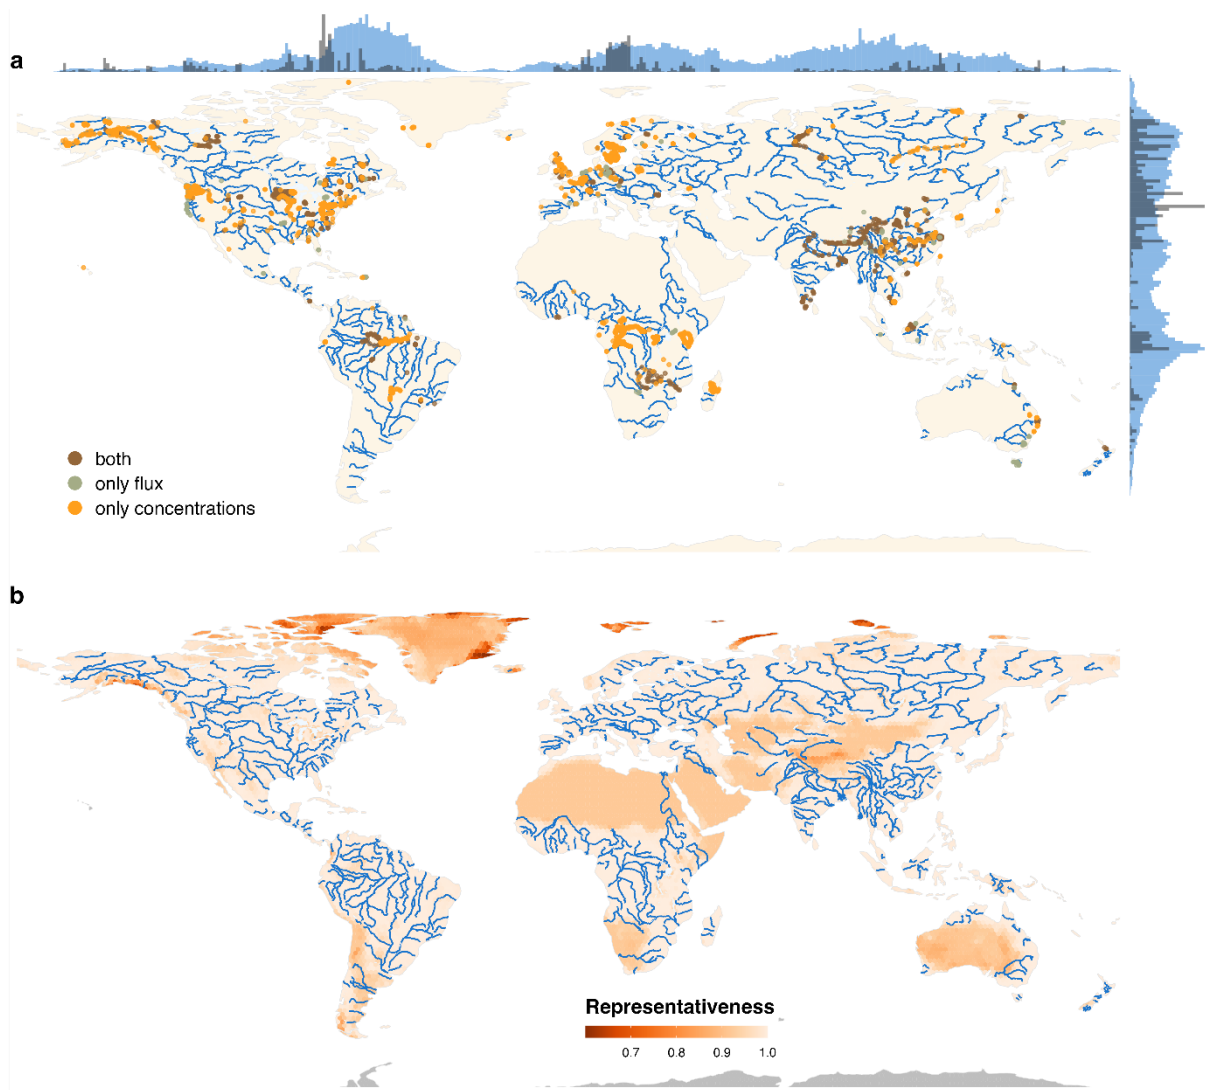 a
both
only flux
only concentrations
b
Representativeness
0.7 0.8 0.9 1.0